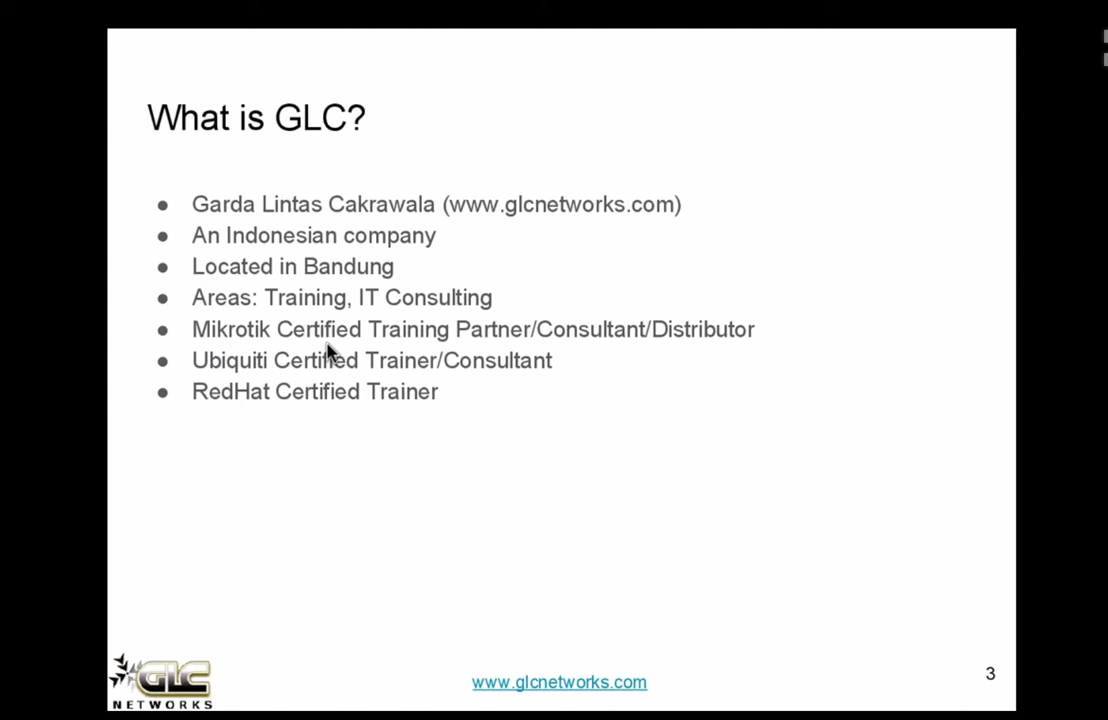 What is GLC?
● Garda Lintas Cakrawala (www.glcnetworks.com)
● An Indonesian company
● Located in Bandung
● Areas: Training, IT Consulting
● Mikrotik Certified Training Partner/Consultant/Distributor
● Ubiquiti Certified Trainer/Consultant
● RedHat Certified Trainer
GLC
NETWORKS
www.glcnetworks.com
3